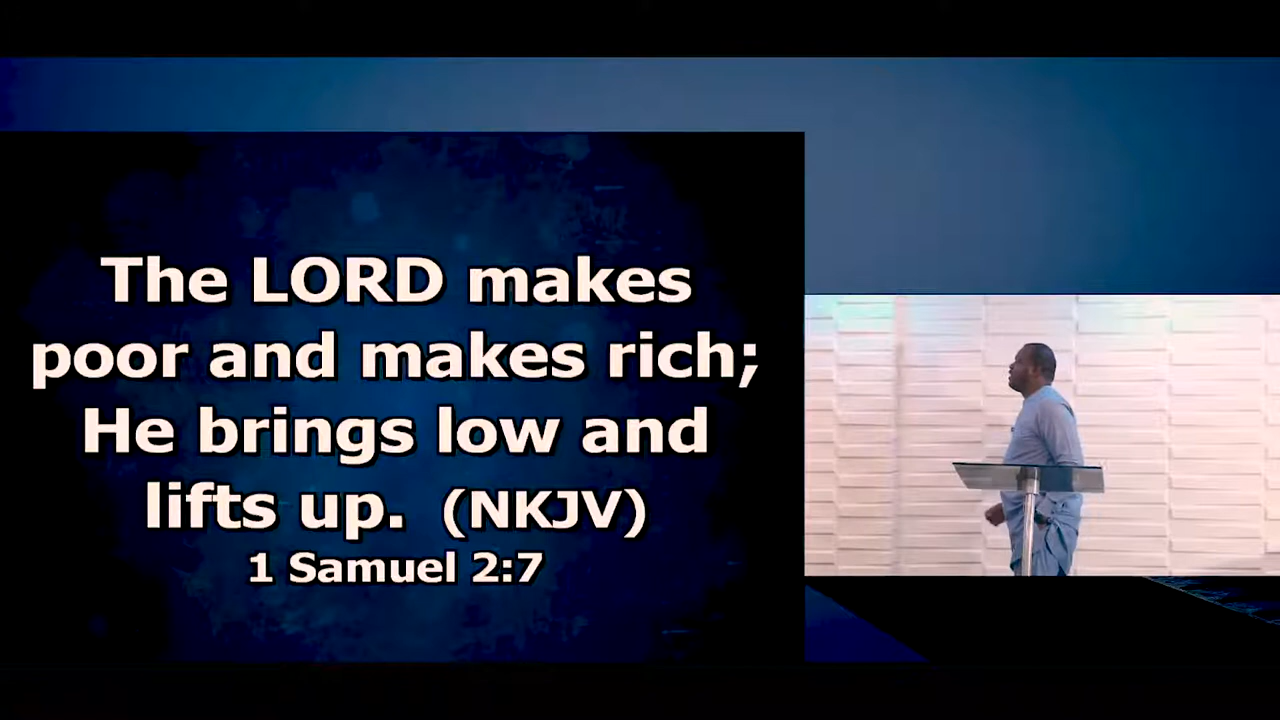 The LORD makes
poor and makes rich;
He brings low and
lifts up. (NKJV)
1 Samuel 2:7